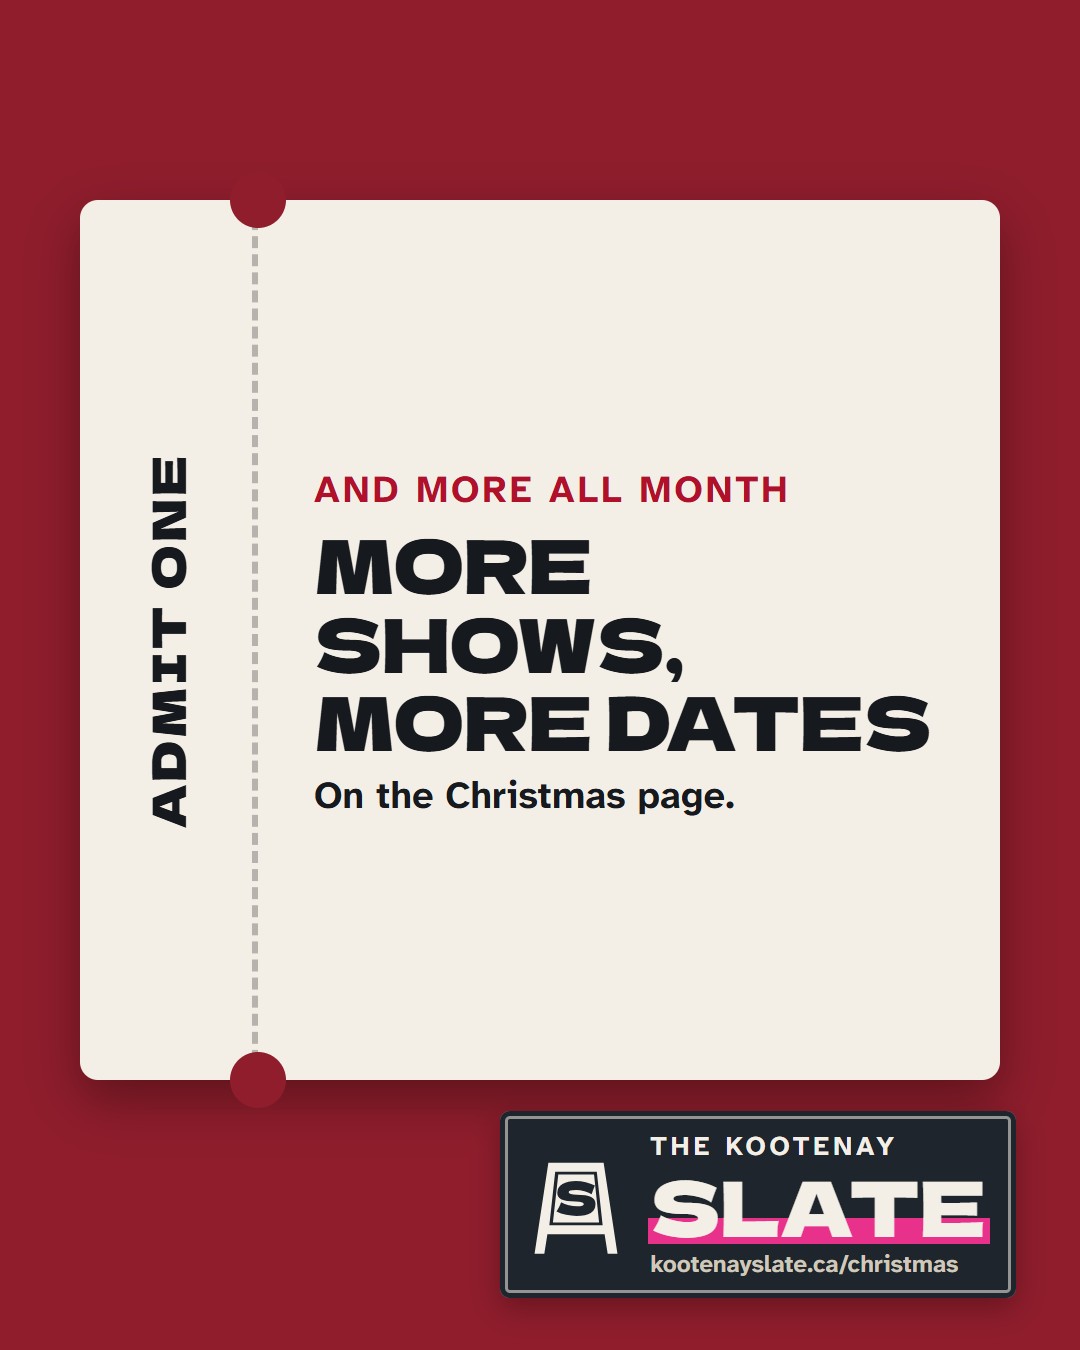 ADMIT ONE
AND MORE ALL MONTH
MORE
SHOWS,
MORE DATES
On the Christmas page.
THE KOOTENAY
S
SLATE
kootenayslate.ca/christmas